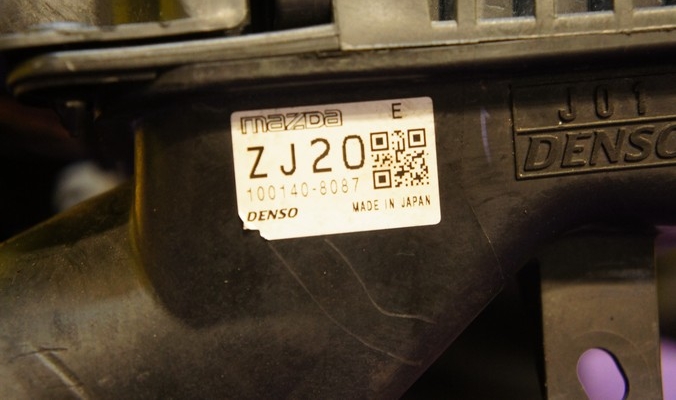 mazda E
ZJ20
100140-8087
DENSO MADE IN JAPAN
J01
DENSO